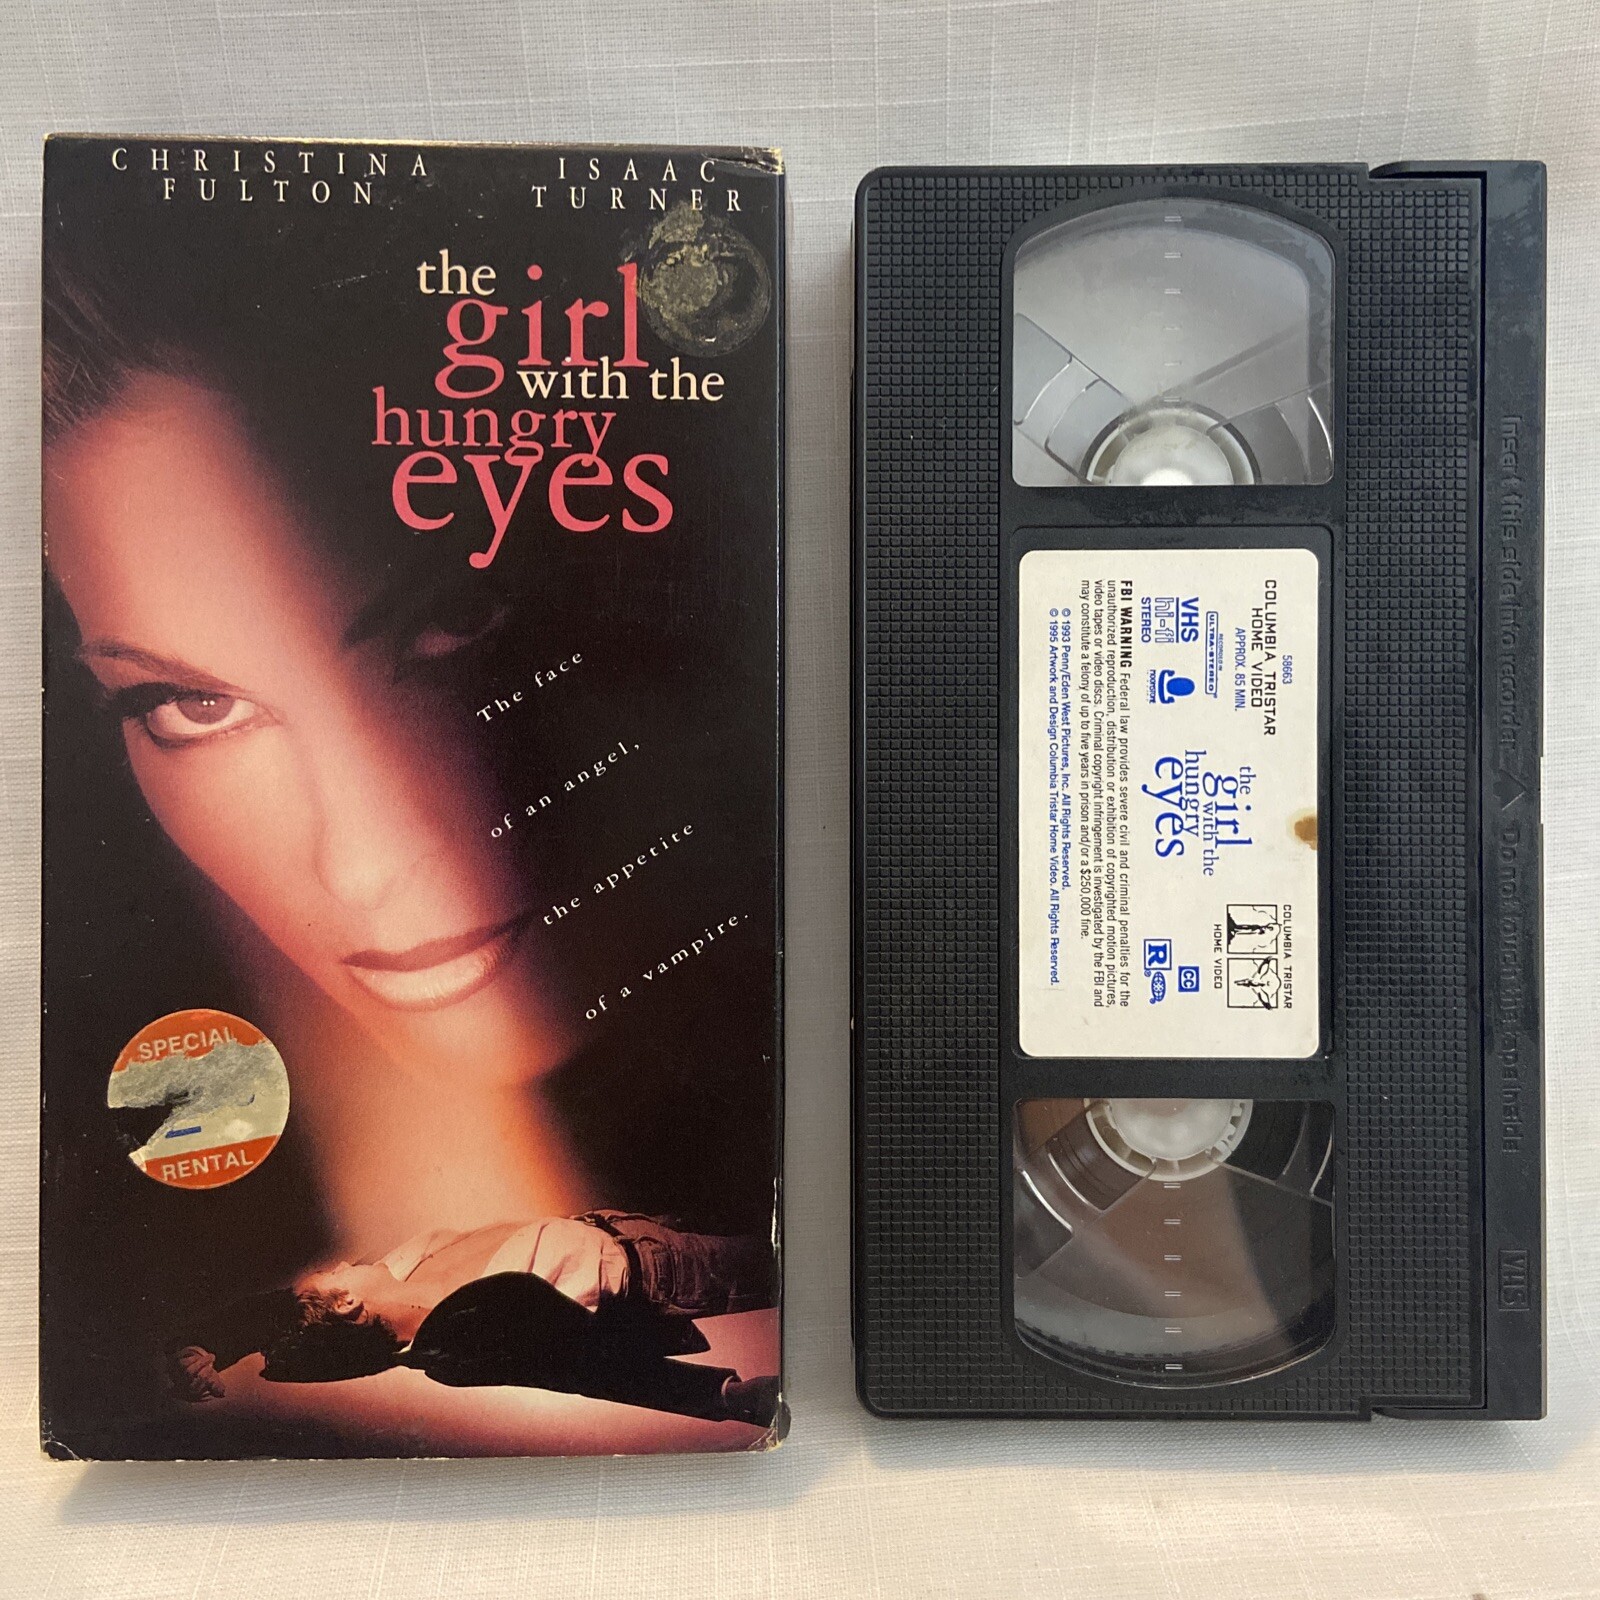 CHRISTINA
FULTON
ISAAC
TURNER
the
girl
with the
hungry
eyes
The face
of an angel,
the appetite
of a vampire.
SPECIAL
RENTAL
58663
COLUMBIA TRISTAR
HOME VIDEO
APPROX. 85 MIN.
RECORDED IN
ULTRA-STEREO
VHS
hi-fi
STEREO
the
girl
with the
hungry
eyes
COLUMBIA TRISTAR
HOME VIDEO
CC
R
FBI WARNING Federal law provides severe civil and criminal penalties for the
unauthorized reproduction, distribution or exhibition of copyrighted motion pictures,
video tapes or video discs. Criminal copyright infringement is investigated by the FBI and
may constitute a felony of up to five years in prison and/or a $250,000 fine.
© 1993 Penn/Eden West Pictures, Inc. All Rights Reserved.
© 1995 Artwork and Design Columbia Tristar Home Video. All Rights Reserved.
Insert this side into recorder
Do not touch the tape inside
VHS